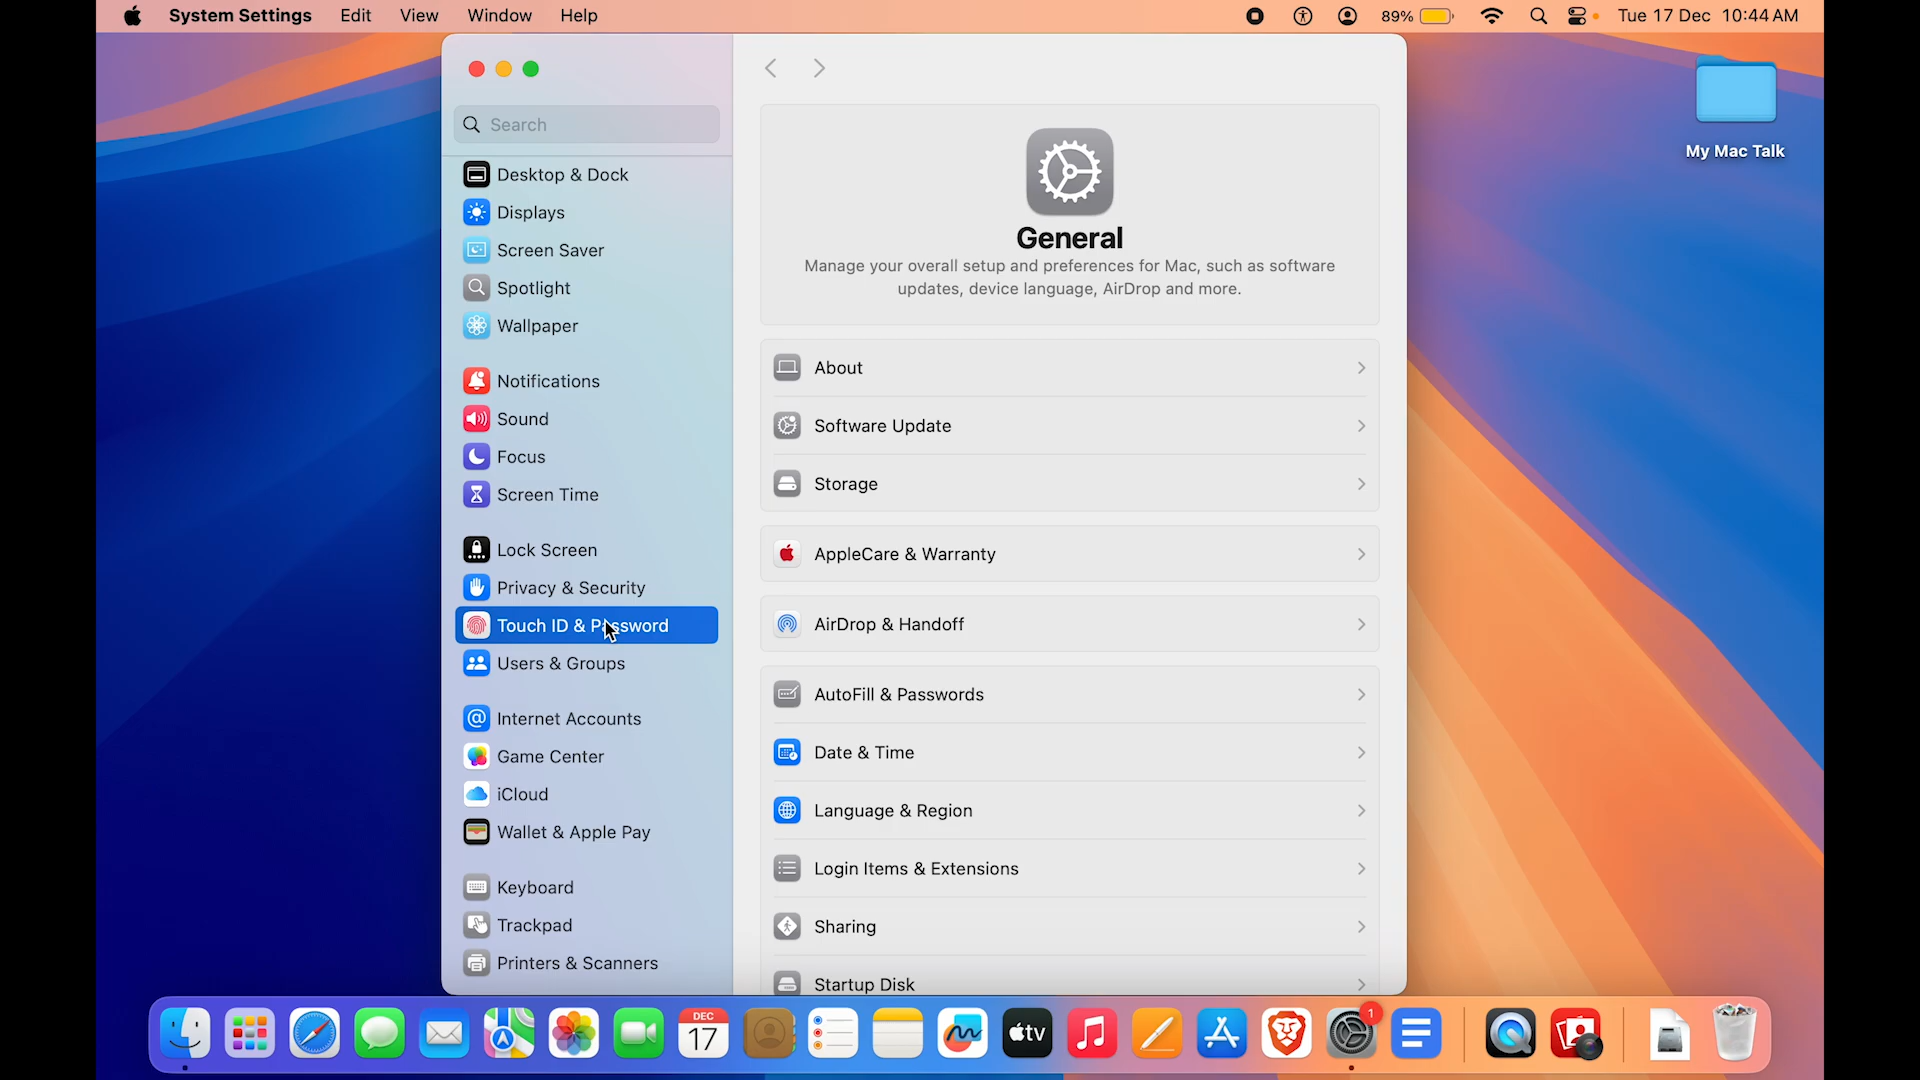 System Settings Edit View Window Help 89% Tue 17 Dec 10:44 AM
My Mac Talk
Search
Desktop & Dock
Displays
Screen Saver
Spotlight
Wallpaper
Notifications
Sound
Focus
Screen Time
Lock Screen
Privacy & Security
Touch ID & Password
Users & Groups
Internet Accounts
Game Center
iCloud
Wallet & Apple Pay
Keyboard
Trackpad
Printers & Scanners
General
Manage your overall setup and preferences for Mac, such as software
updates, device language, AirDrop and more.
About
Software Update
Storage
AppleCare & Warranty
AirDrop & Handoff
AutoFill & Passwords
Date & Time
Language & Region
Login Items & Extensions
Sharing
Startup Disk
DEC
17
tv
1